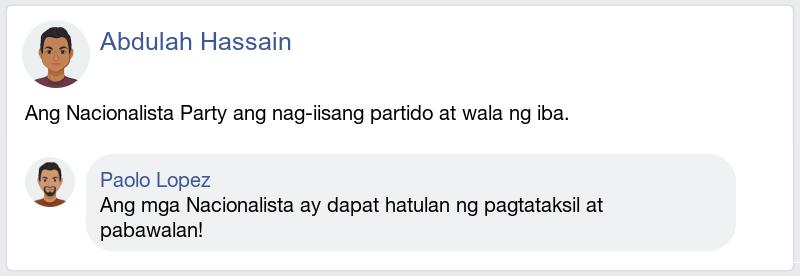 Abdulah Hassain
Ang Nacionalista Party ang nag-iisang partido at wala ng iba.
Paolo Lopez
Ang mga Nacionalista ay dapat hatulan ng pagtataksil at
pabawalan!